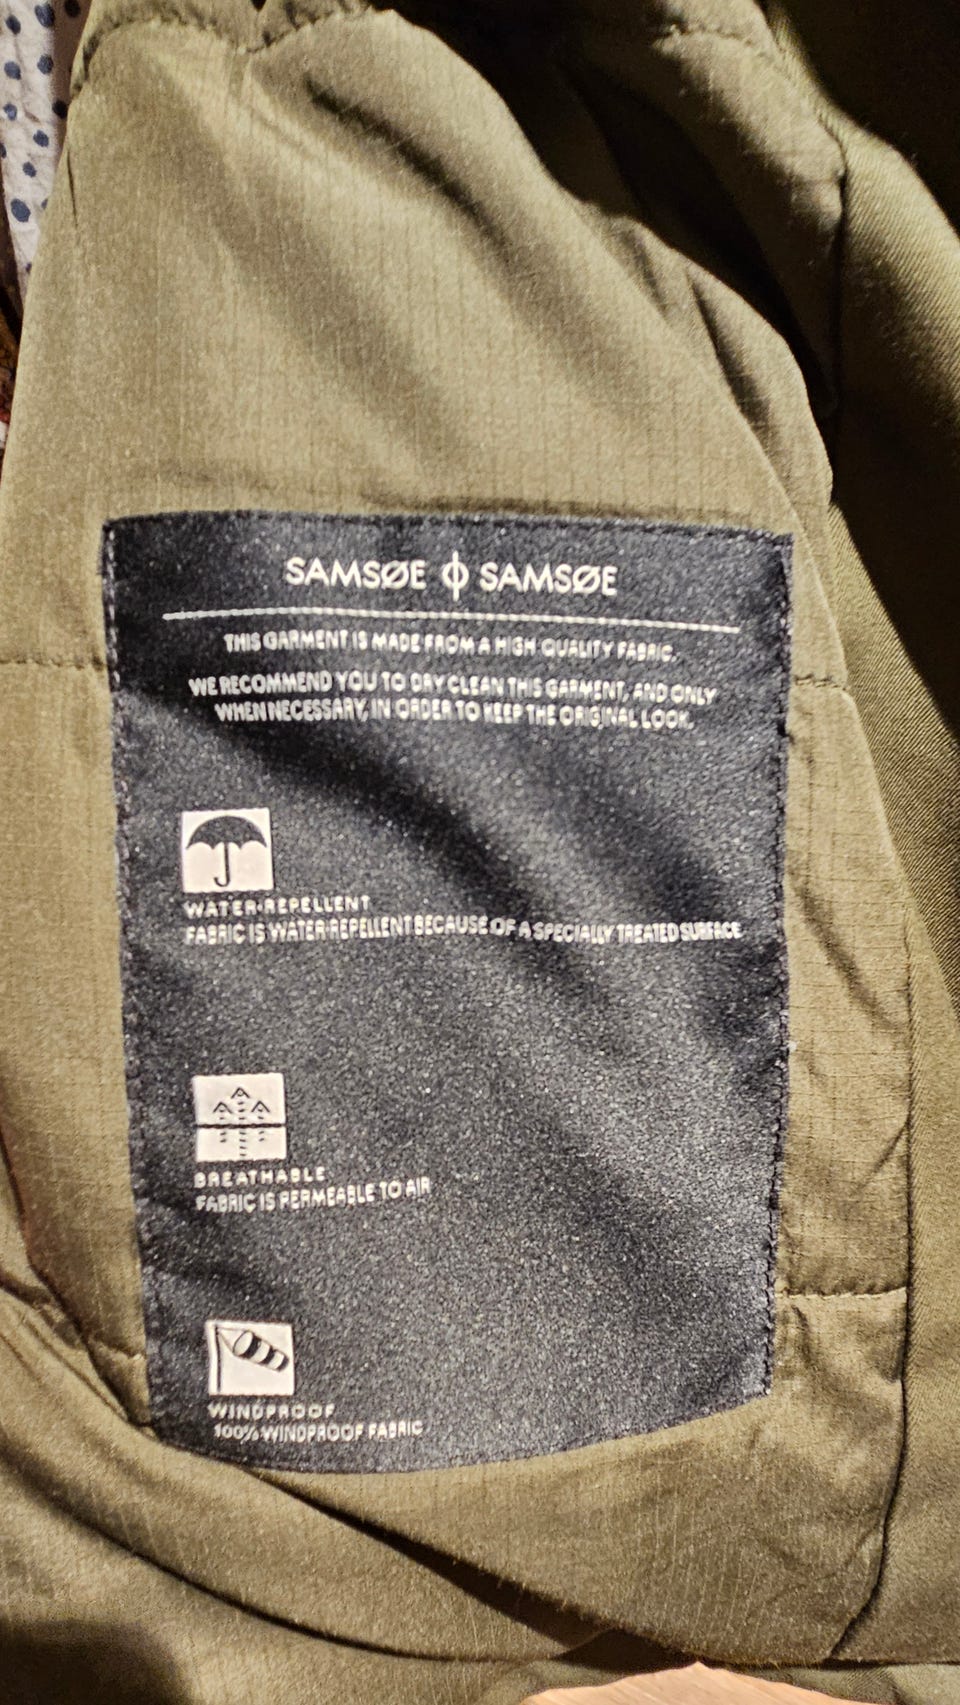 SAMSØE ϕ SAMSØE
THIS GARMENT IS MADE FROM A HIGH QUALITY FABRIC.
WE RECOMMEND YOU TO DRY CLEAN THIS GARMENT, AND ONLY
WHEN NECESSARY, IN ORDER TO KEEP THE ORIGINAL LOOK.
WATER-REPELLENT
FABRIC IS WATER-REPELLENT BECAUSE OF A SPECIALLY TREATED SURFACE
BREATHABLE
FABRIC IS PERMEABLE TO AIR
WINDPROOF
100% WINDPROOF FABRIC